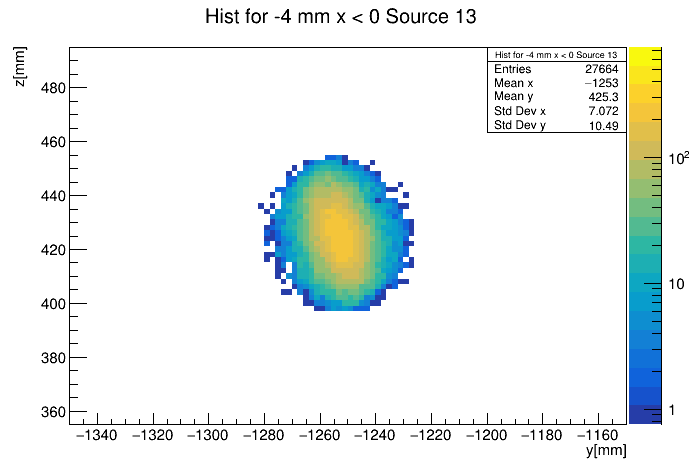 Hist for -4 mm x < 0 Source 13
z[mm]
Hist for -4 mm x < 0 Source 13
Entries 27664
Mean x −1253
Mean y 425.3
Std Dev x 7.072
Std Dev y 10.49
480
460
440
420
400
380
360
10²
10
1
−1340 −1320 −1300 −1280 −1260 −1240 −1220 −1200 −1180 −1160
y[mm]